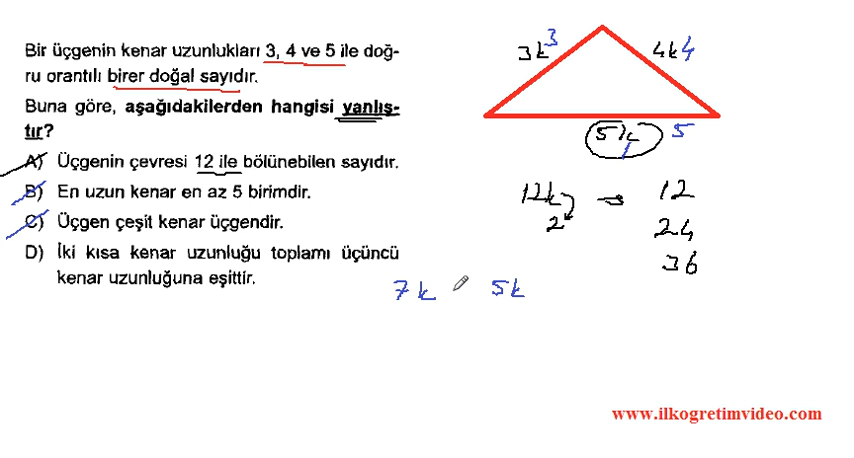 Bir üçgenin kenar uzunlukları 3, 4 ve 5 ile doğ-
ru orantılı birer doğal sayıdır.
Buna göre, aşağıdakilerden hangisi yanlış-
tır?
A) Üçgenin çevresi 12 ile bölünebilen sayıdır.
B) En uzun kenar en az 5 birimdir.
C) Üçgen çeşit kenar üçgendir.
D) İki kısa kenar uzunluğu toplamı üçüncü
kenar uzunluğuna eşittir.
3k 3
4k 4
5k 5
1
12k ⇒ 12
2 24
36
7k 5k
www.ilkogretimvideo.com